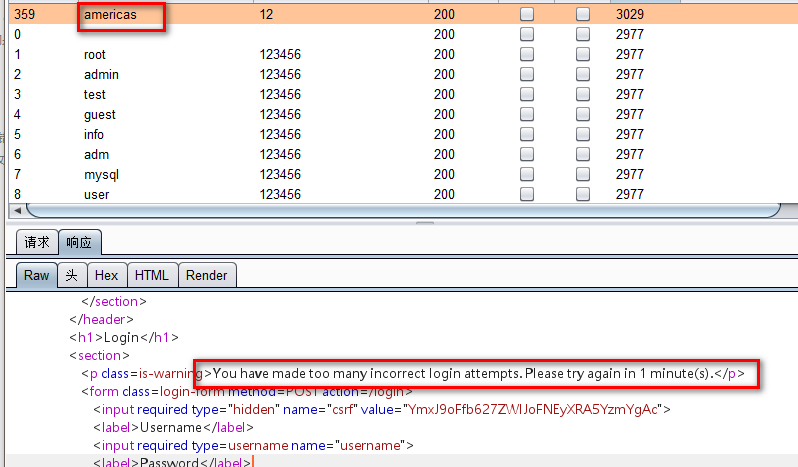 359 americas 12 200 3029
0 200 2977
1 root 123456 200 2977
2 admin 123456 200 2977
3 test 123456 200 2977
4 guest 123456 200 2977
5 info 123456 200 2977
6 adm 123456 200 2977
7 mysql 123456 200 2977
8 user 123456 200 2977
请求 响应
Raw 头 Hex HTML Render
</section>
</header>
<h1>Login</h1>
<section>
<p class=is-warning>You have made too many incorrect login attempts. Please try again in 1 minute(s).</p>
<form class=login-form method=POST action=/login>
<input required type="hidden" name="csrf" value="YmxJ9oFfb627ZWIJoFNEyXRA5YzmYgAc">
<label>Username</label>
<input required type=username name="username">
<label>Password</label>